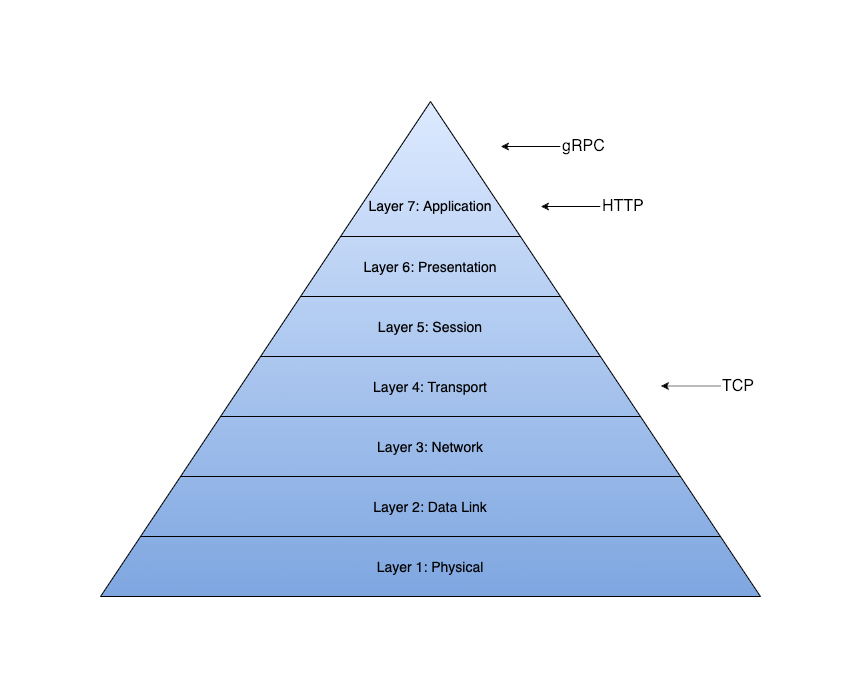 gRPC
Layer 7: Application
HTTP
Layer 6: Presentation
Layer 5: Session
Layer 4: Transport
TCP
Layer 3: Network
Layer 2: Data Link
Layer 1: Physical